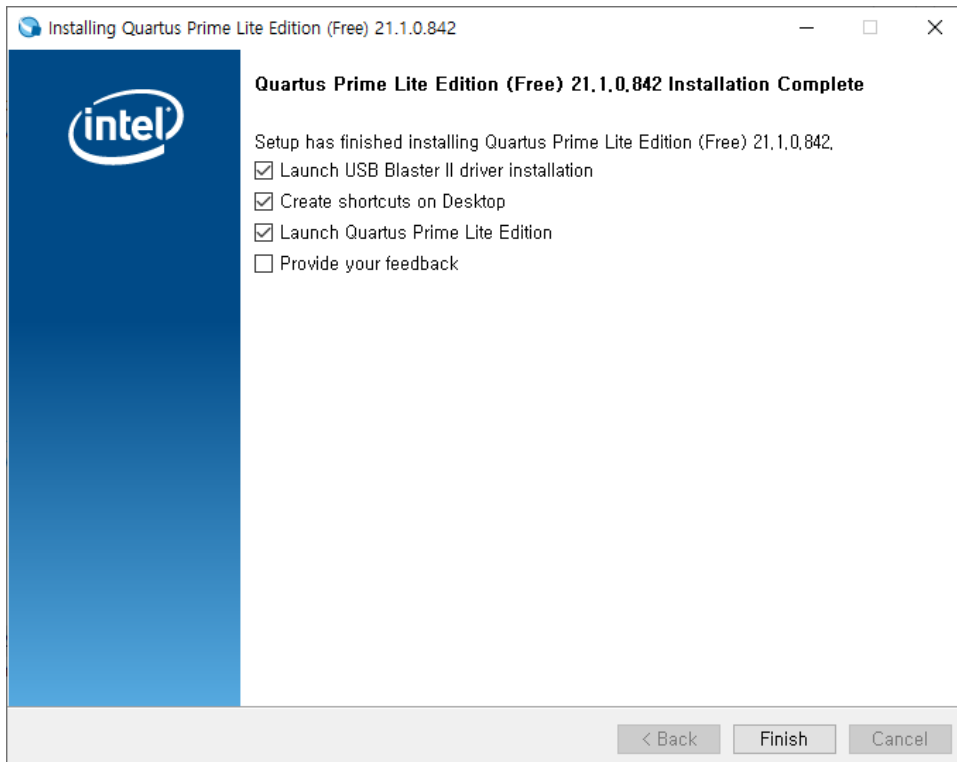 Installing Quartus Prime Lite Edition (Free) 21.1.0.842
intel
Quartus Prime Lite Edition (Free) 21.1.0.842 Installation Complete
Setup has finished installing Quartus Prime Lite Edition (Free) 21.1.0.842.
Launch USB Blaster II driver installation
Create shortcuts on Desktop
Launch Quartus Prime Lite Edition
Provide your feedback
< Back
Finish
Cancel